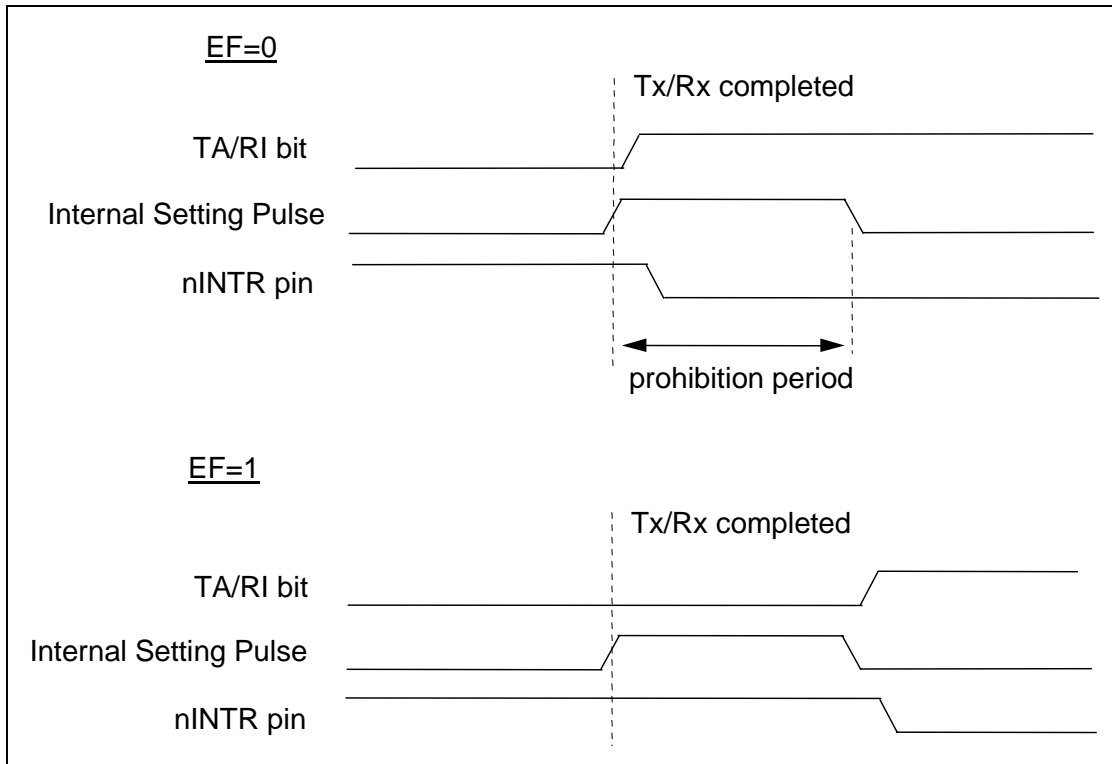 EF=0
Tx/Rx completed
TA/RI bit
Internal Setting Pulse
nINTR pin
prohibition period
EF=1
Tx/Rx completed
TA/RI bit
Internal Setting Pulse
nINTR pin